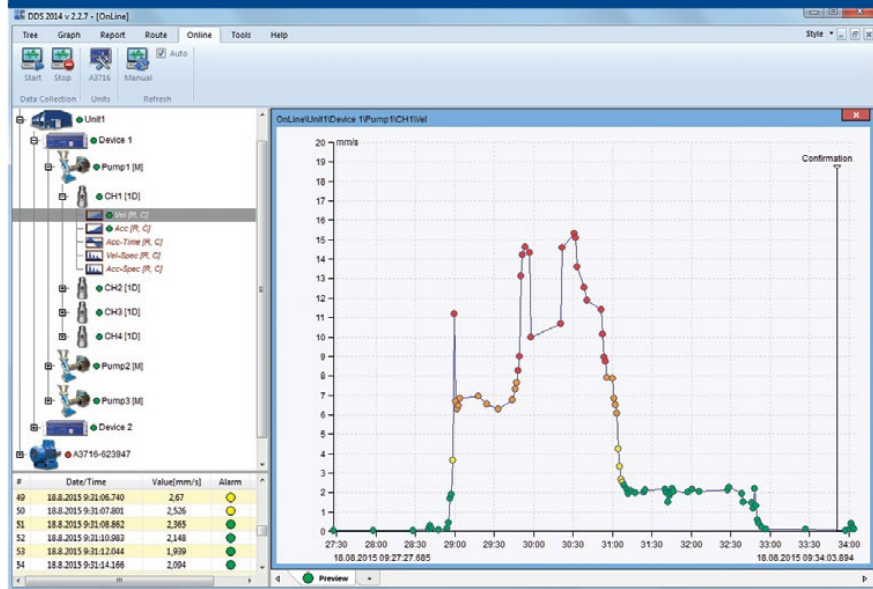 DDS 2014 v 2.2.7 - [OnLine]
Tree Graph Report Route Online Tools Help Style
Start Stop A3716 Manual Auto
Data Collection Units Refresh
Unit1
Device 1
Pump1 [M]
CH1 [1D]
Vel [R, C]
Acc [R, C]
Acc-Time [R, C]
Vel-Spec [R, C]
Acc-Spec [R, C]
CH2 [1D]
CH3 [1D]
CH4 [1D]
Pump2 [M]
Pump3 [M]
Device 2
A3716-623947
# Date/Time Value[mm/s] Alarm
49 18.8.2015 9:31:06.740 2,67
50 18.8.2015 9:31:07.801 2,526
51 18.8.2015 9:31:08.862 2,365
52 18.8.2015 9:31:10.983 2,148
53 18.8.2015 9:31:12.044 1,939
54 18.8.2015 9:31:14.166 2,094
OnLine\Unit1\Device 1\Pump1\CH1\Vel
mm/s
20
19
18
17
16
15
14
13
12
11
10
9
8
7
6
5
4
3
2
1
0
Confirmation
27:30 28:00 28:30 29:00 29:30 30:00 30:30 31:00 31:30 32:00 32:30 33:00 33:30 34:00
18.08.2015 09:27:27.685 18.08.2015 09:34:03.894
Preview +